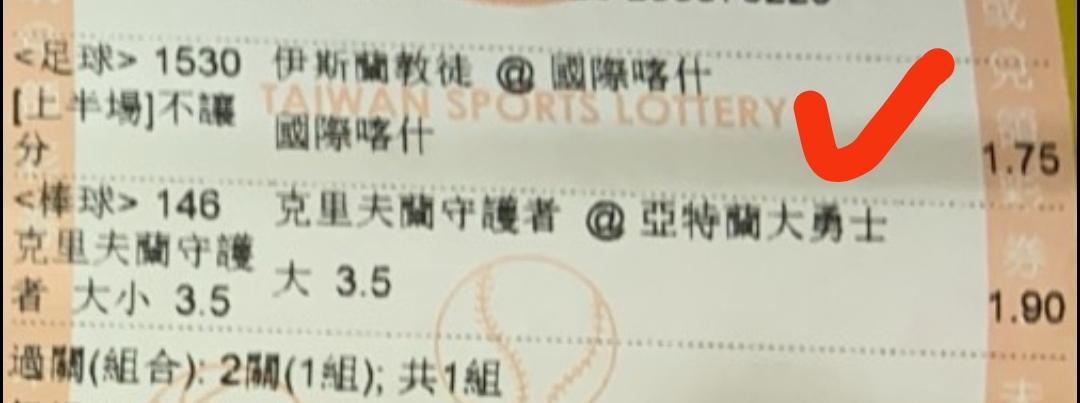 <足球> 1530 伊斯蘭教徒 @ 國際喀什
[上半場]不讓分 國際喀什 1.75
TAIWAN SPORTS LOTTERY
<棒球> 146 克里夫蘭守護者 @ 亞特蘭大勇士
克里夫蘭守護
者 大小 3.5 大 3.5 1.90
過關(組合): 2關(1組); 共1組